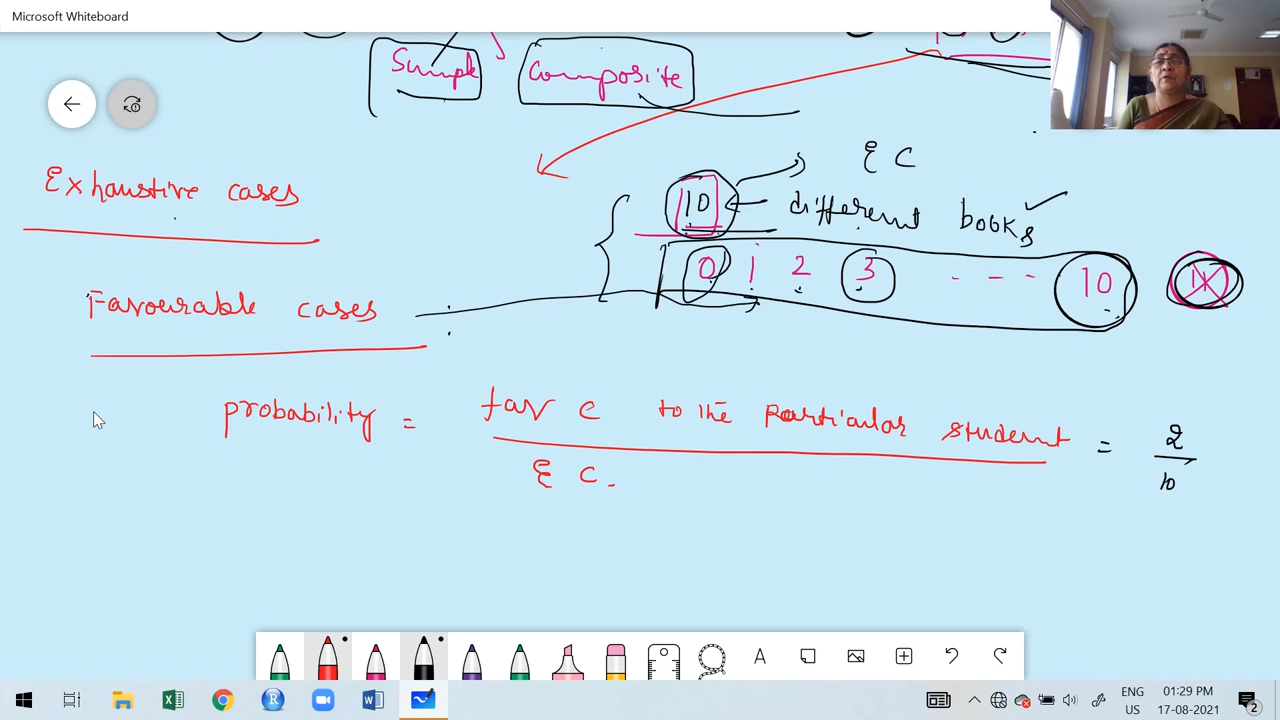 Microsoft Whiteboard
Simple Composite
E C
Exhaustive cases
10 different books
0 1 2 3 - - - 10
Favourable cases :
probability = fav C to the particular student = 2
E C. 10
A
ENG 01:29 PM
US 17-08-2021 2